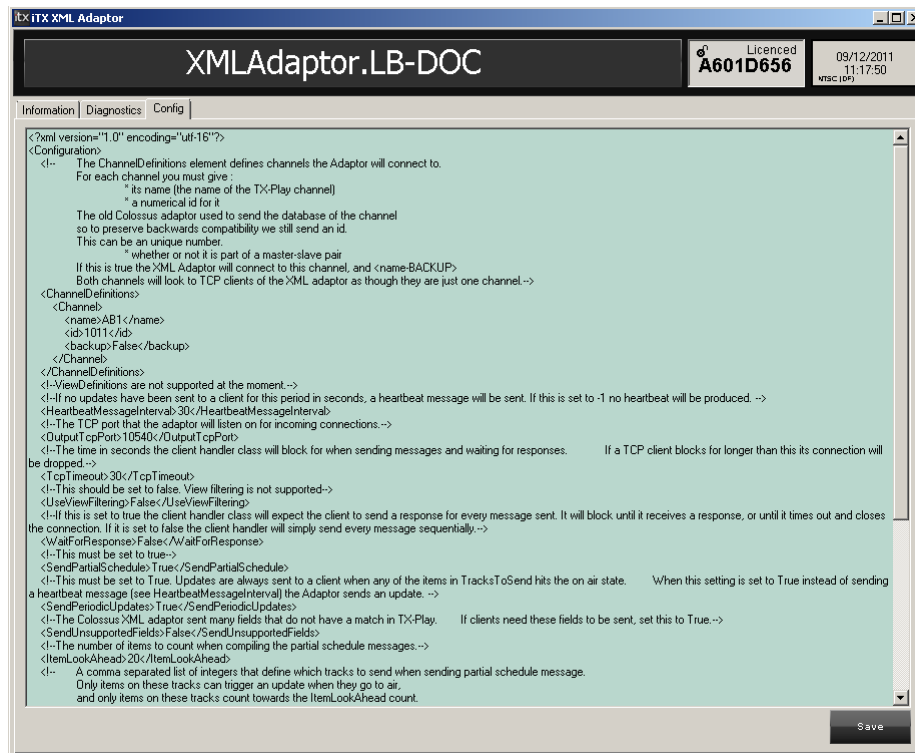 itx iTX XML Adaptor
XMLAdaptor.LB-DOC
Licenced
A601D656
09/12/2011
11:17:50
NTSC (DF)
Information Diagnostics Config
<?xml version="1.0" encoding="utf-16"?>
<Configuration>
<!-- The ChannelDefinitions element defines channels the Adaptor will connect to.
For each channel you must give :
* its name (the name of the TX-Play channel)
* a numerical id for it
The old Colossus adaptor used to send the database of the channel
so to preserve backwards compatibility we still send an id.
This can be an unique number.
* whether or not it is part of a master-slave pair
If this is true the XML Adaptor will connect to this channel, and <name-BACKUP>
Both channels will look to TCP clients of the XML adaptor as though they are just one channel.-->
<ChannelDefinitions>
<Channel>
<name>AB1</name>
<id>1011</id>
<backup>False</backup>
</Channel>
</ChannelDefinitions>
<!--ViewDefinitions are not supported at the moment.-->
<!--If no updates have been sent to a client for this period in seconds, a heartbeat message will be sent. If this is set to -1 no heartbeat will be produced. -->
<HeartbeatMessageInterval>30</HeartbeatMessageInterval>
<!--The TCP port that the adaptor will listen on for incoming connections.-->
<OutputTcpPort>10540</OutputTcpPort>
<!--The time in seconds the client handler class will block for when sending messages and waiting for responses. If a TCP client blocks for longer than this its connection will
be dropped.-->
<TcpTimeout>30</TcpTimeout>
<!--This should be set to false. View filtering is not supported-->
<UseViewFiltering>False</UseViewFiltering>
<!--If this is set to true the client handler class will expect the client to send a response for every message sent. It will block until it receives a response, or until it times out and closes
the connection. If it is set to false the client handler will simply send every message sequentially.-->
<WaitForResponse>False</WaitForResponse>
<!--This must be set to true-->
<SendPartialSchedule>True</SendPartialSchedule>
<!--This must be set to True. Updates are always sent to a client when any of the items in TracksToSend hits the on air state. When this setting is set to True instead of sending
a heartbeat message (see HeartbeatMessageInterval) the Adaptor sends an update. -->
<SendPeriodicUpdates>True</SendPeriodicUpdates>
<!--The Colossus XML adaptor sent many fields that do not have a match in TX-Play. If clients need these fields to be sent, set this to True.-->
<SendUnsupportedFields>False</SendUnsupportedFields>
<!--The number of items to count when compiling the partial schedule messages.-->
<ItemLookAhead>20</ItemLookAhead>
<!-- A comma separated list of integers that define which tracks to send when sending partial schedule message.
Only items on these tracks can trigger an update when they go to air,
and only items on these tracks count towards the ItemLookAhead count.
Save